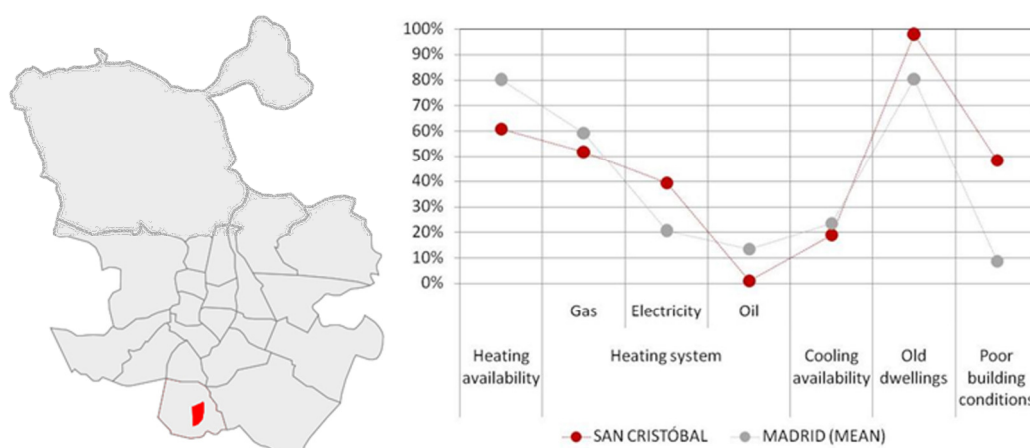 100%
90%
80%
70%
60%
50%
40%
30%
20%
10%
0%
Gas Electricity Oil
Heating availability
Heating system
Cooling availability
Old dwellings
Poor building conditions
SAN CRISTÓBAL MADRID (MEAN)